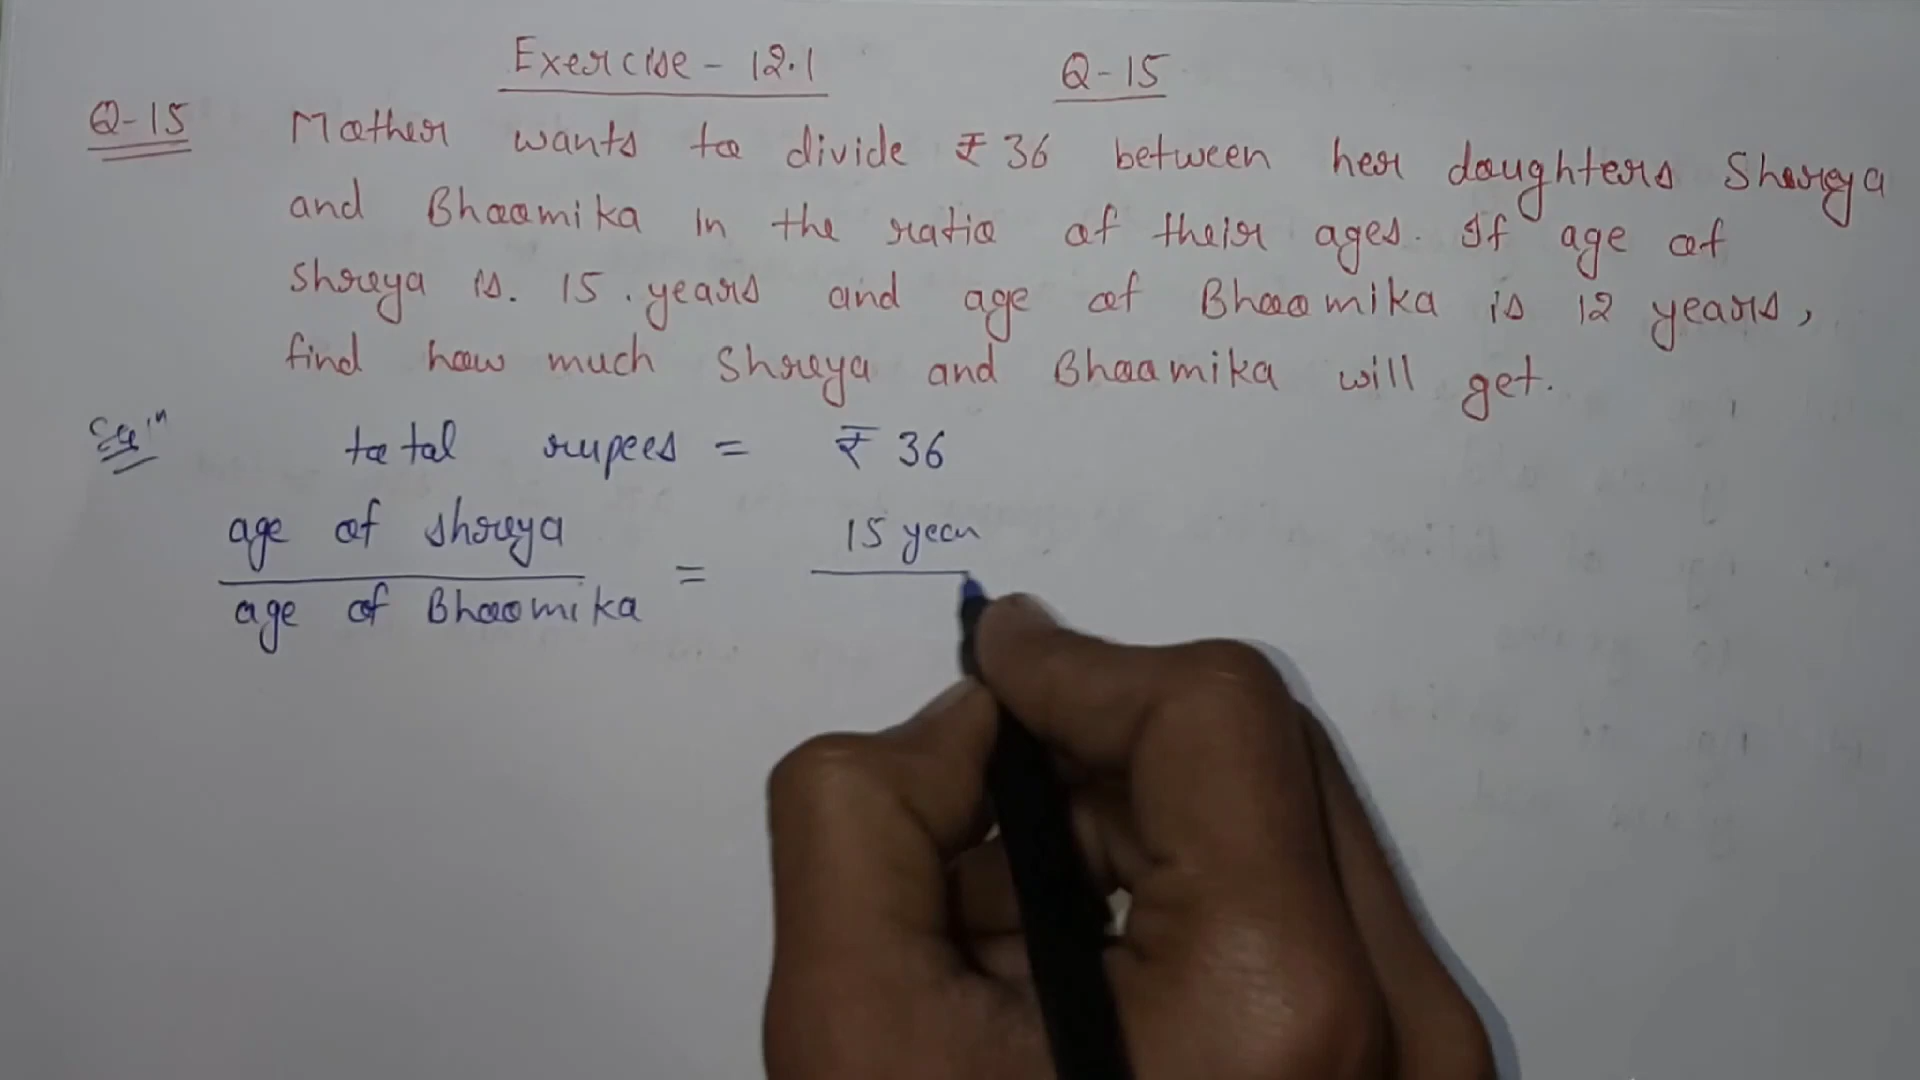 Exercise - 12.1 Q-15
Q-15 Mother wants to divide ₹ 36 between her daughters Shreya
and Bhoomika in the ratio of their ages. If age of
shreya is. 15 . years and age of Bhoomika is 12 years,
find how much Shreya and Bhoomika will get.
Solⁿ total rupees = ₹ 36
age of shreya
age of Bhoomika
=
15 year